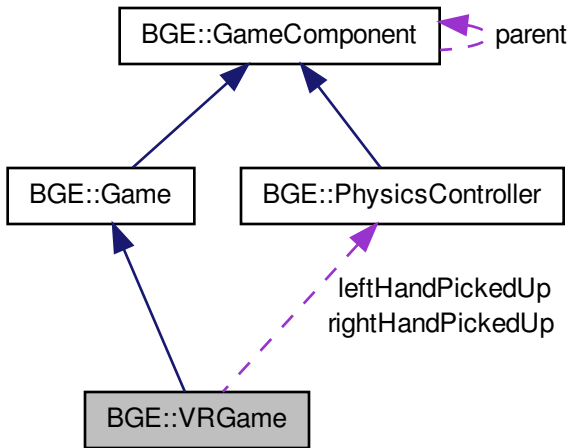 BGE::GameComponent
parent
BGE::Game
BGE::PhysicsController
leftHandPickedUp
rightHandPickedUp
BGE::VRGame